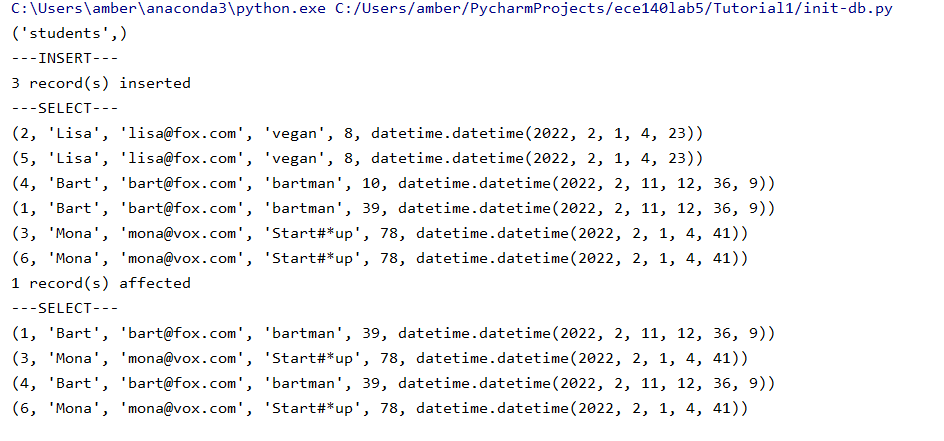 C:\Users\amber\anaconda3\python.exe C:/Users/amber/PycharmProjects/ece140lab5/Tutorial1/init-db.py
('students',)
---INSERT---
3 record(s) inserted
---SELECT---
(2, 'Lisa', 'lisa@fox.com', 'vegan', 8, datetime.datetime(2022, 2, 1, 4, 23))
(5, 'Lisa', 'lisa@fox.com', 'vegan', 8, datetime.datetime(2022, 2, 1, 4, 23))
(4, 'Bart', 'bart@fox.com', 'bartman', 10, datetime.datetime(2022, 2, 11, 12, 36, 9))
(1, 'Bart', 'bart@fox.com', 'bartman', 39, datetime.datetime(2022, 2, 11, 12, 36, 9))
(3, 'Mona', 'mona@vox.com', 'Start#*up', 78, datetime.datetime(2022, 2, 1, 4, 41))
(6, 'Mona', 'mona@vox.com', 'Start#*up', 78, datetime.datetime(2022, 2, 1, 4, 41))
1 record(s) affected
---SELECT---
(1, 'Bart', 'bart@fox.com', 'bartman', 39, datetime.datetime(2022, 2, 11, 12, 36, 9))
(3, 'Mona', 'mona@vox.com', 'Start#*up', 78, datetime.datetime(2022, 2, 1, 4, 41))
(4, 'Bart', 'bart@fox.com', 'bartman', 39, datetime.datetime(2022, 2, 11, 12, 36, 9))
(6, 'Mona', 'mona@vox.com', 'Start#*up', 78, datetime.datetime(2022, 2, 1, 4, 41))